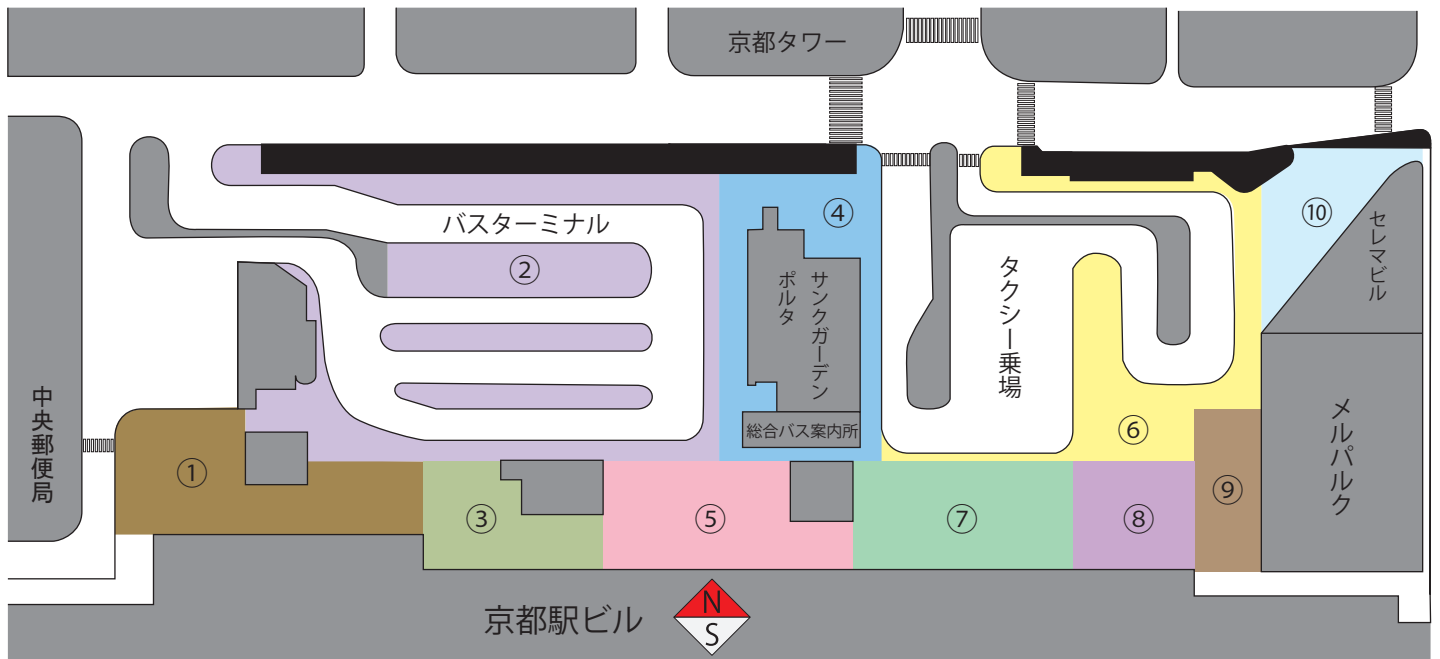 京都タワー
バスターミナル
②
④
⑩
セレマビル
サンクガーデン
ポルタ
タクシー乗場
中央郵便局
総合バス案内所
⑥
メルパルク
①
③
⑤
⑦
⑧
⑨
京都駅ビル
N
S